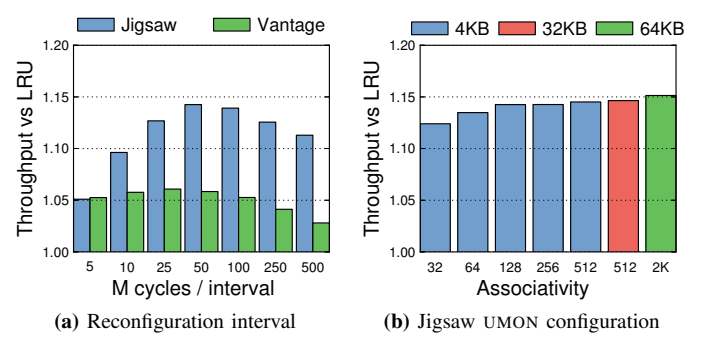 Jigsaw Vantage
1.20
1.15
1.10
1.05
1.00
Throughput vs LRU
5 10 25 50 100 250 500
M cycles / interval
(a) Reconfiguration interval
4KB 32KB 64KB
1.20
1.15
1.10
1.05
1.00
Throughput vs LRU
32 64 128 256 512 512 2K
Associativity
(b) Jigsaw UMON configuration